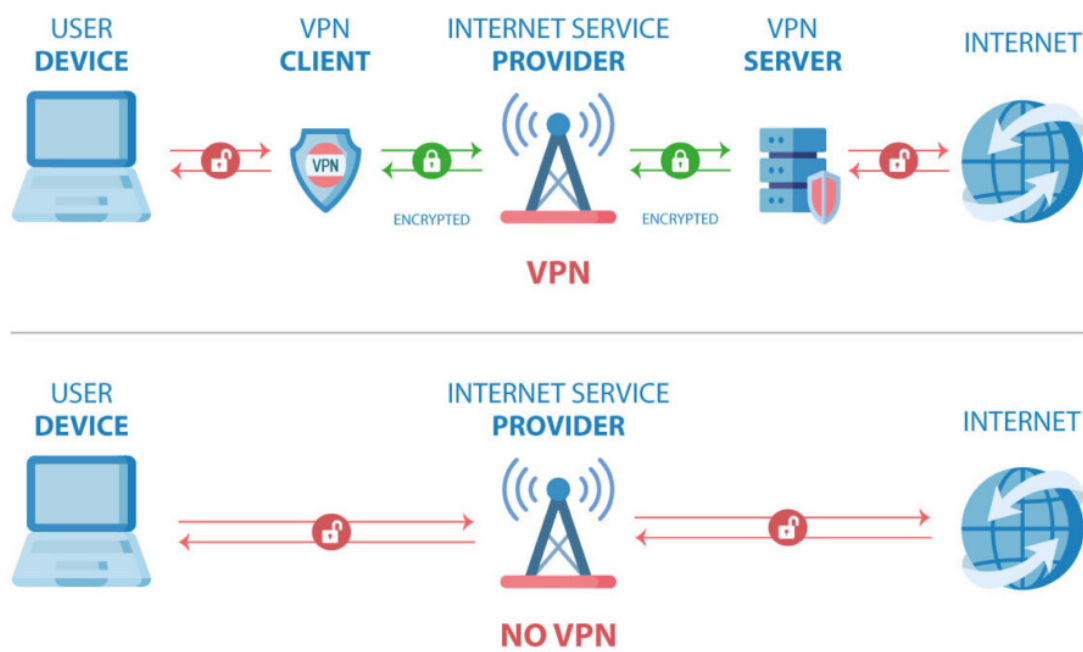 USER
DEVICE
VPN
CLIENT
INTERNET SERVICE
PROVIDER
VPN
SERVER
INTERNET
VPN
ENCRYPTED
ENCRYPTED
VPN
USER
DEVICE
INTERNET SERVICE
PROVIDER
INTERNET
NO VPN